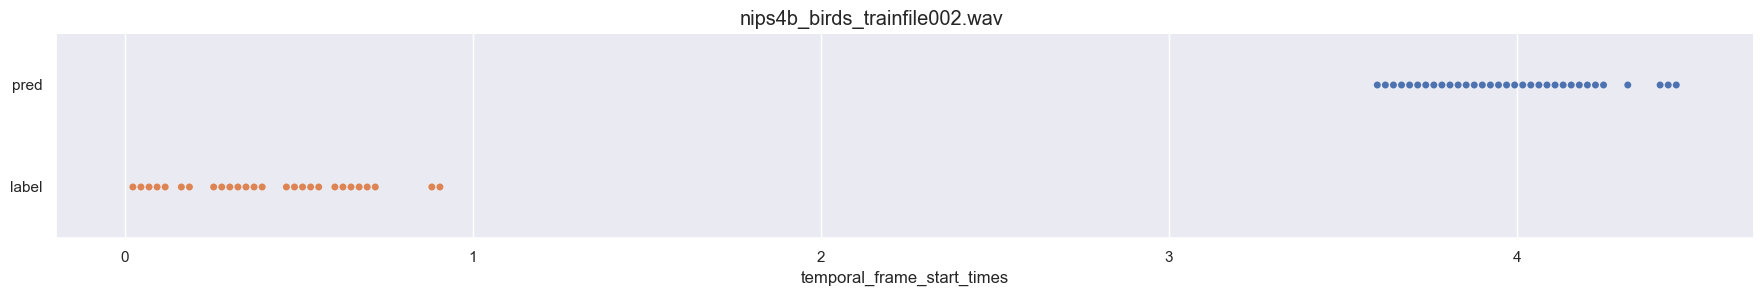 nips4b_birds_trainfile002.wav
pred
label
0 1 2 3 4
temporal_frame_start_times